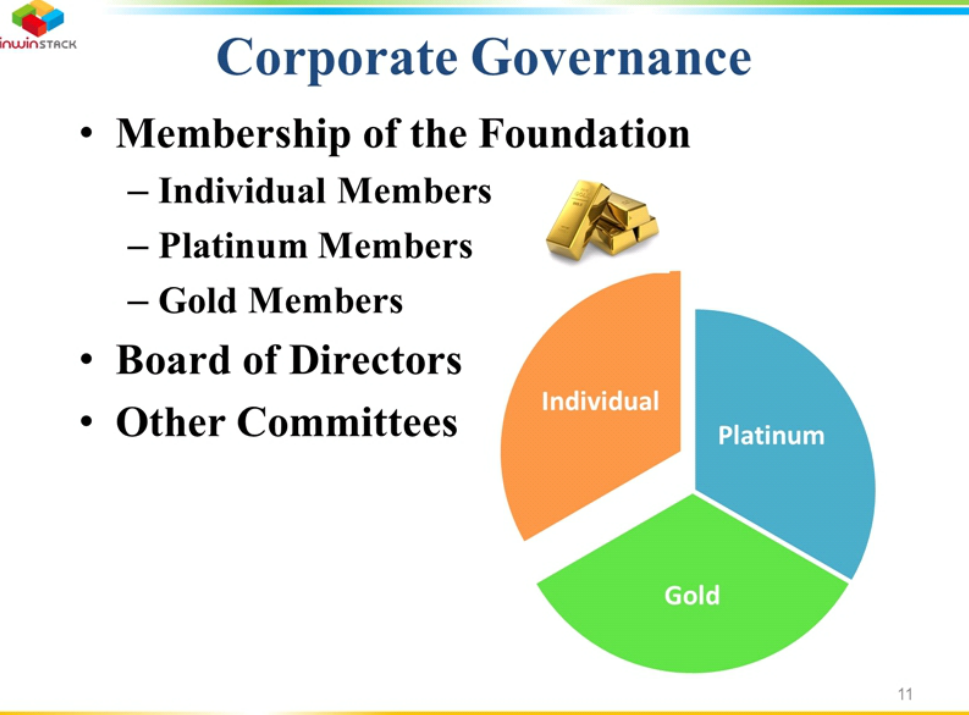 inwinSTACK
Corporate Governance
• Membership of the Foundation
– Individual Members
– Platinum Members
– Gold Members
• Board of Directors
• Other Committees
Individual
Platinum
Gold
11